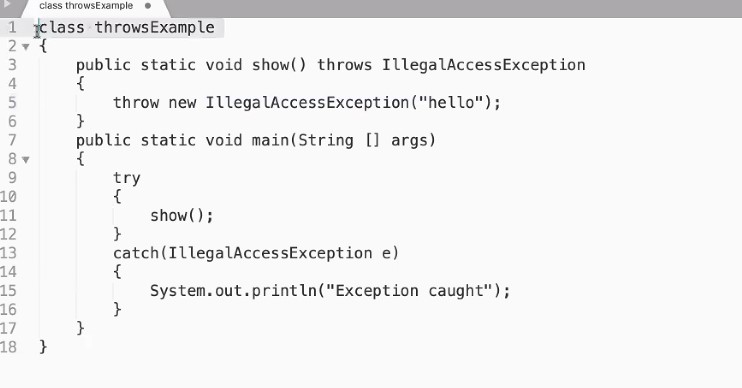 class throwsExample
1 class throwsExample
2 {
3 public static void show() throws IllegalAccessException
4 {
5 throw new IllegalAccessException("hello");
6 }
7 public static void main(String [] args)
8 {
9 try
10 {
11 show();
12 }
13 catch(IllegalAccessException e)
14 {
15 System.out.println("Exception caught");
16 }
17 }
18 }